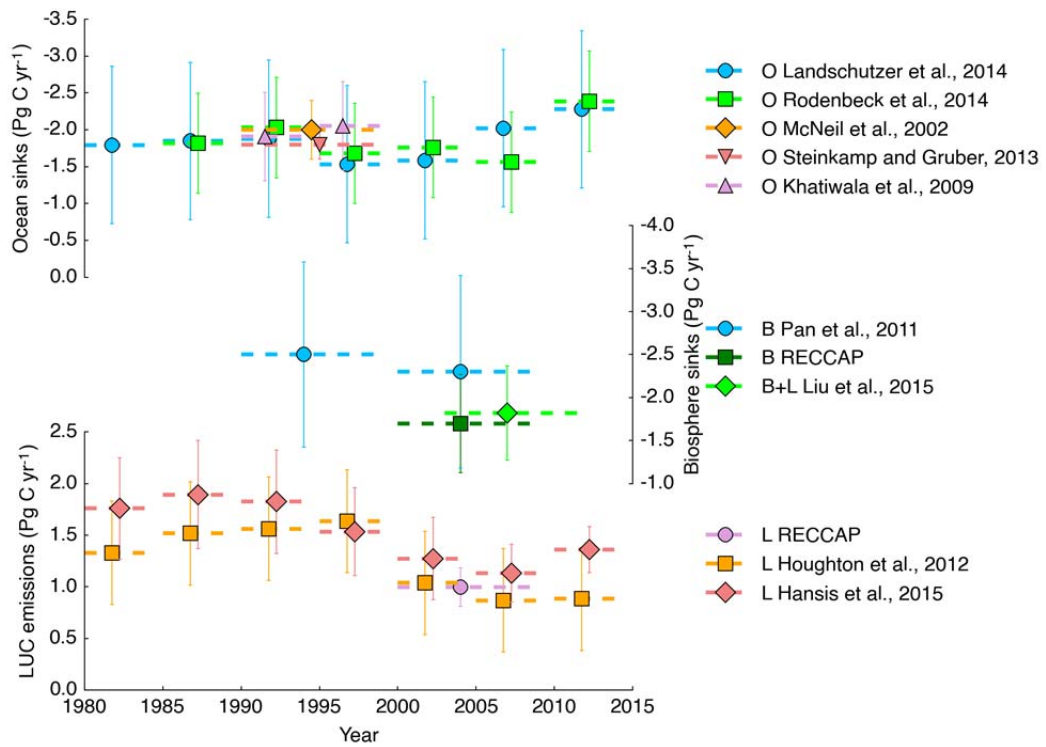 Ocean sinks (Pg C yr-1)
-3.5
-3.0
-2.5
-2.0
-1.5
-1.0
-0.5
0.0
O Landschutzer et al., 2014
O Rodenbeck et al., 2014
O McNeil et al., 2002
O Steinkamp and Gruber, 2013
O Khatiwala et al., 2009
-4.0
-3.5
-3.0
-2.5
-2.0
-1.5
-1.0
Biosphere sinks (Pg C yr-1)
B Pan et al., 2011
B RECCAP
B+L Liu et al., 2015
LUC emissions (Pg C yr-1)
2.5
2.0
1.5
1.0
0.5
0.0
L RECCAP
L Houghton et al., 2012
L Hansis et al., 2015
1980 1985 1990 1995 2000 2005 2010 2015
Year